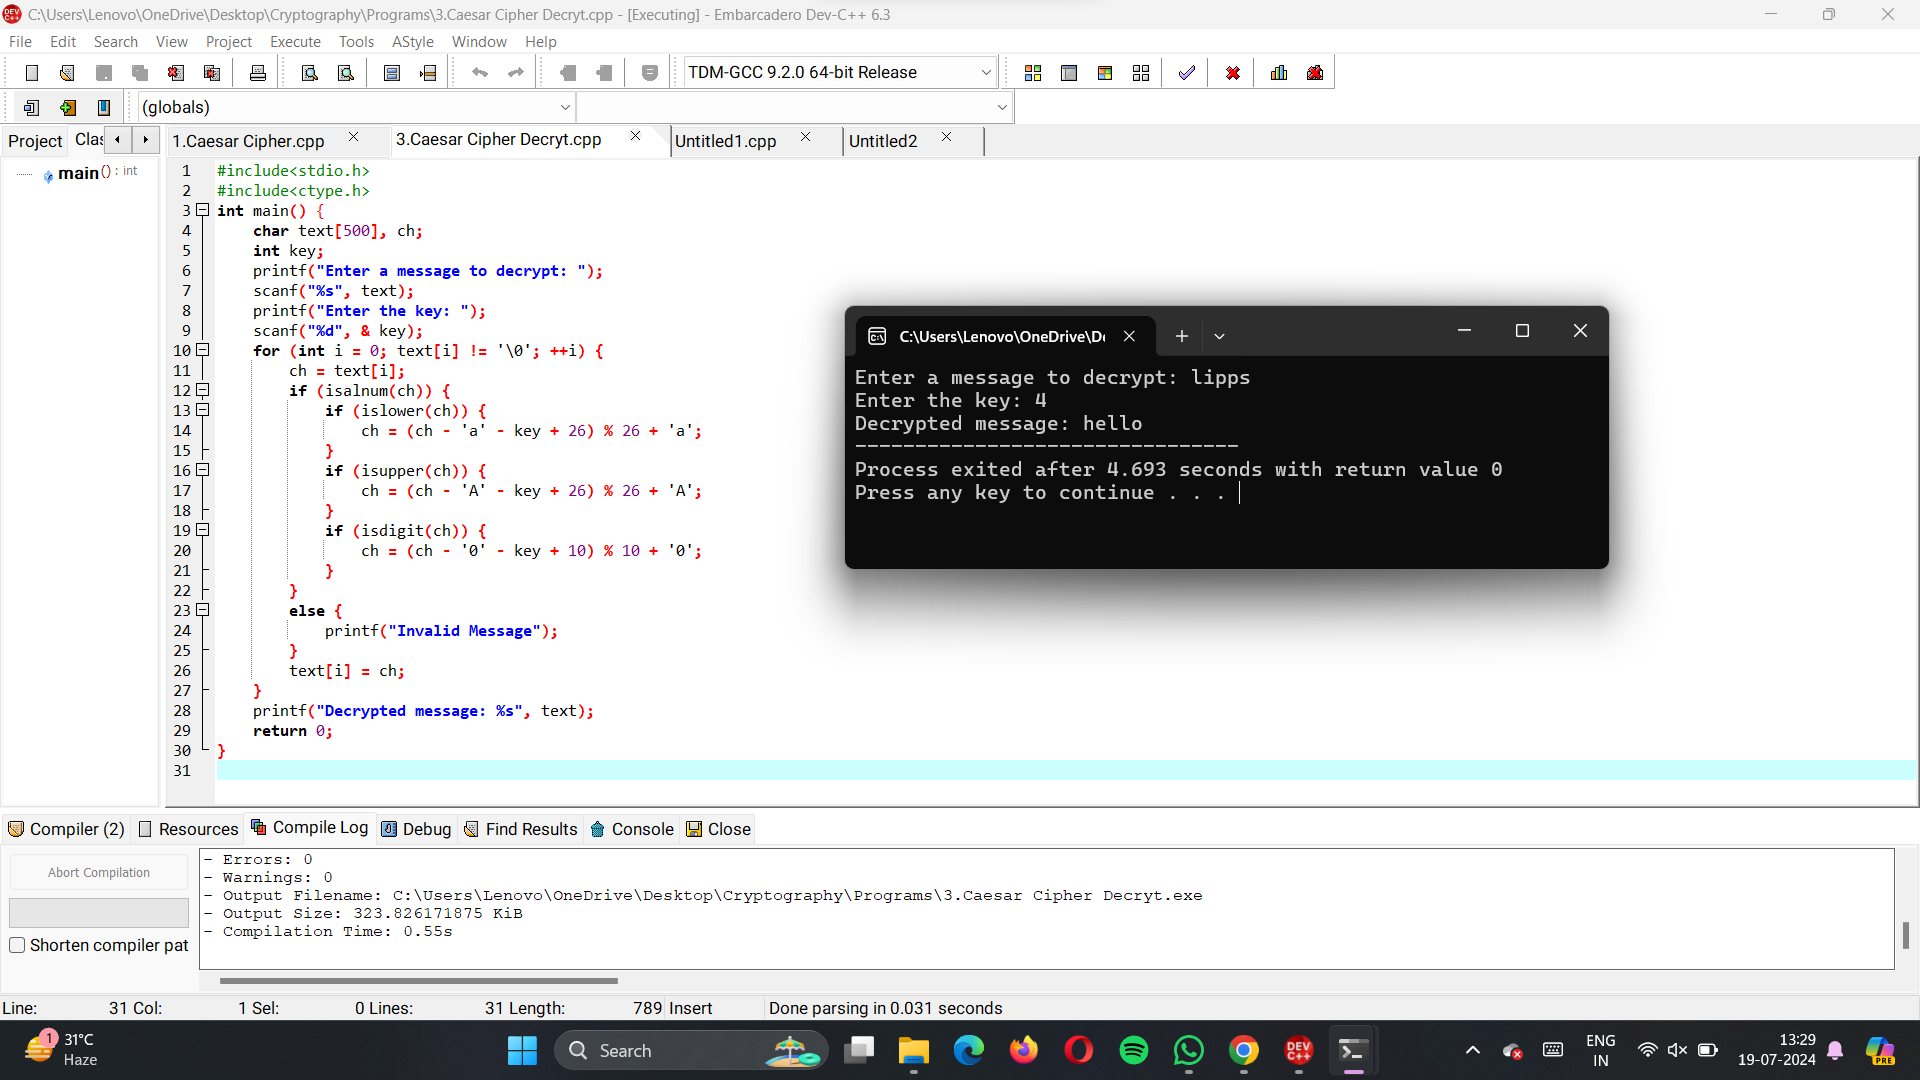 C:\Users\Lenovo\OneDrive\Desktop\Cryptography\Programs\3.Caesar Cipher Decryt.cpp - [Executing] - Embarcadero Dev-C++ 6.3
File Edit Search View Project Execute Tools AStyle Window Help
TDM-GCC 9.2.0 64-bit Release
(globals)
Project Clas 1.Caesar Cipher.cpp 3.Caesar Cipher Decryt.cpp Untitled1.cpp Untitled2
main () : int
1 #include<stdio.h>
2 #include<ctype.h>
3 int main() {
4 char text[500], ch;
5 int key;
6 printf("Enter a message to decrypt: ");
7 scanf("%s", text);
8 printf("Enter the key: ");
9 scanf("%d", & key);
10 for (int i = 0; text[i] != '\0'; ++i) {
11 ch = text[i];
12 if (isalnum(ch)) {
13 if (islower(ch)) {
14 ch = (ch - 'a' - key + 26) % 26 + 'a';
15 }
16 if (isupper(ch)) {
17 ch = (ch - 'A' - key + 26) % 26 + 'A';
18 }
19 if (isdigit(ch)) {
20 ch = (ch - '0' - key + 10) % 10 + '0';
21 }
22 }
23 else {
24 printf("Invalid Message");
25 }
26 text[i] = ch;
27 }
28 printf("Decrypted message: %s", text);
29 return 0;
30 }
31
C:\Users\Lenovo\OneDrive\De
Enter a message to decrypt: lipps
Enter the key: 4
Decrypted message: hello
--------------------------------
Process exited after 4.693 seconds with return value 0
Press any key to continue . . .
Compiler (2) Resources Compile Log Debug Find Results Console Close
Abort Compilation
Shorten compiler pat
- Errors: 0
- Warnings: 0
- Output Filename: C:\Users\Lenovo\OneDrive\Desktop\Cryptography\Programs\3.Caesar Cipher Decryt.exe
- Output Size: 323.826171875 KiB
- Compilation Time: 0.55s
Line: 31 Col: 1 Sel: 0 Lines: 31 Length: 789 Insert Done parsing in 0.031 seconds
1
31°C
Haze
Search
DEV C++
ENG
IN
13:29
19-07-2024
PRE